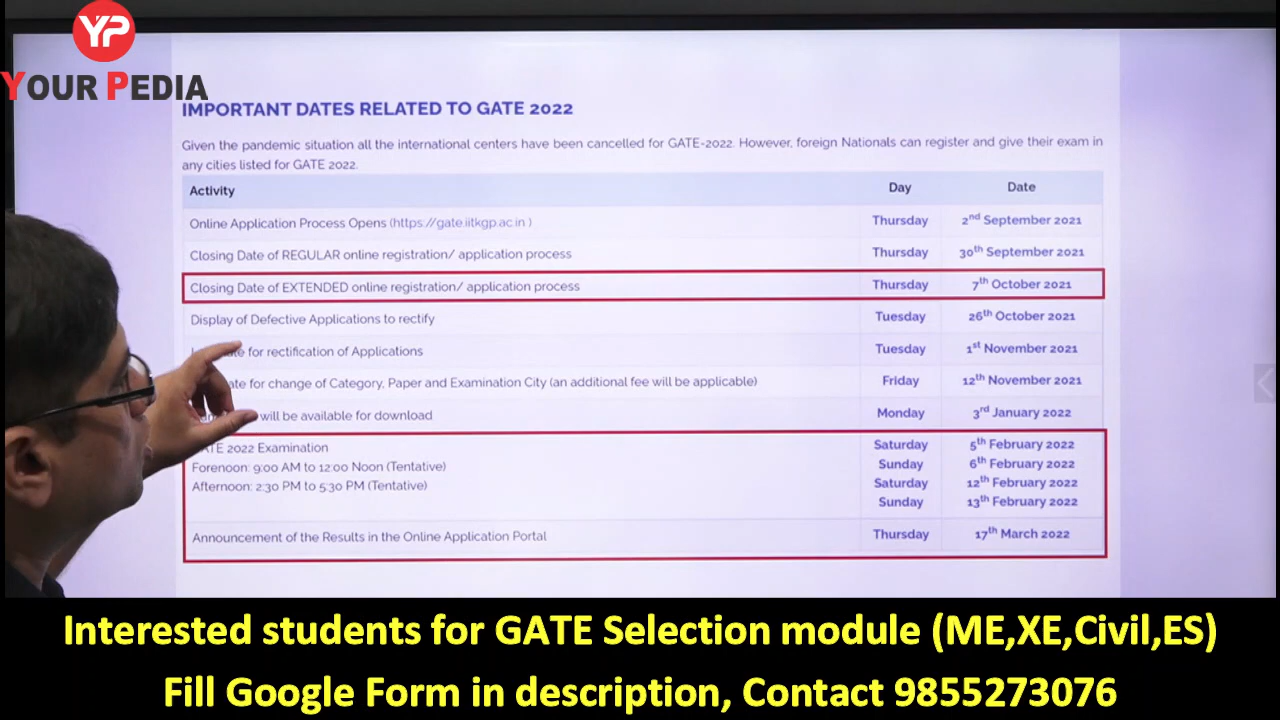 YP
YOUR PEDIA
IMPORTANT DATES RELATED TO GATE 2022
Given the pandemic situation all the international centers have been cancelled for GATE-2022. However, foreign Nationals can register and give their exam in
any cities listed for GATE 2022.
Activity Day Date
Online Application Process Opens (https://gate.iitkgp.ac.in ) Thursday 2nd September 2021
Closing Date of REGULAR online registration/ application process Thursday 30th September 2021
Closing Date of EXTENDED online registration/ application process Thursday 7th October 2021
Display of Defective Applications to rectify Tuesday 26th October 2021
for rectification of Applications Tuesday 1st November 2021
for change of Category, Paper and Examination City (an additional fee will be applicable) Friday 12th November 2021
will be available for download Monday 3rd January 2022
2022 Examination Saturday 5th February 2022
Forenoon: 9:00 AM to 12:00 Noon (Tentative) Sunday 6th February 2022
Afternoon: 2:30 PM to 5:30 PM (Tentative) Saturday 12th February 2022
Sunday 13th February 2022
Announcement of the Results in the Online Application Portal Thursday 17th March 2022
Interested students for GATE Selection module (ME,XE,Civil,ES)
Fill Google Form in description, Contact 9855273076